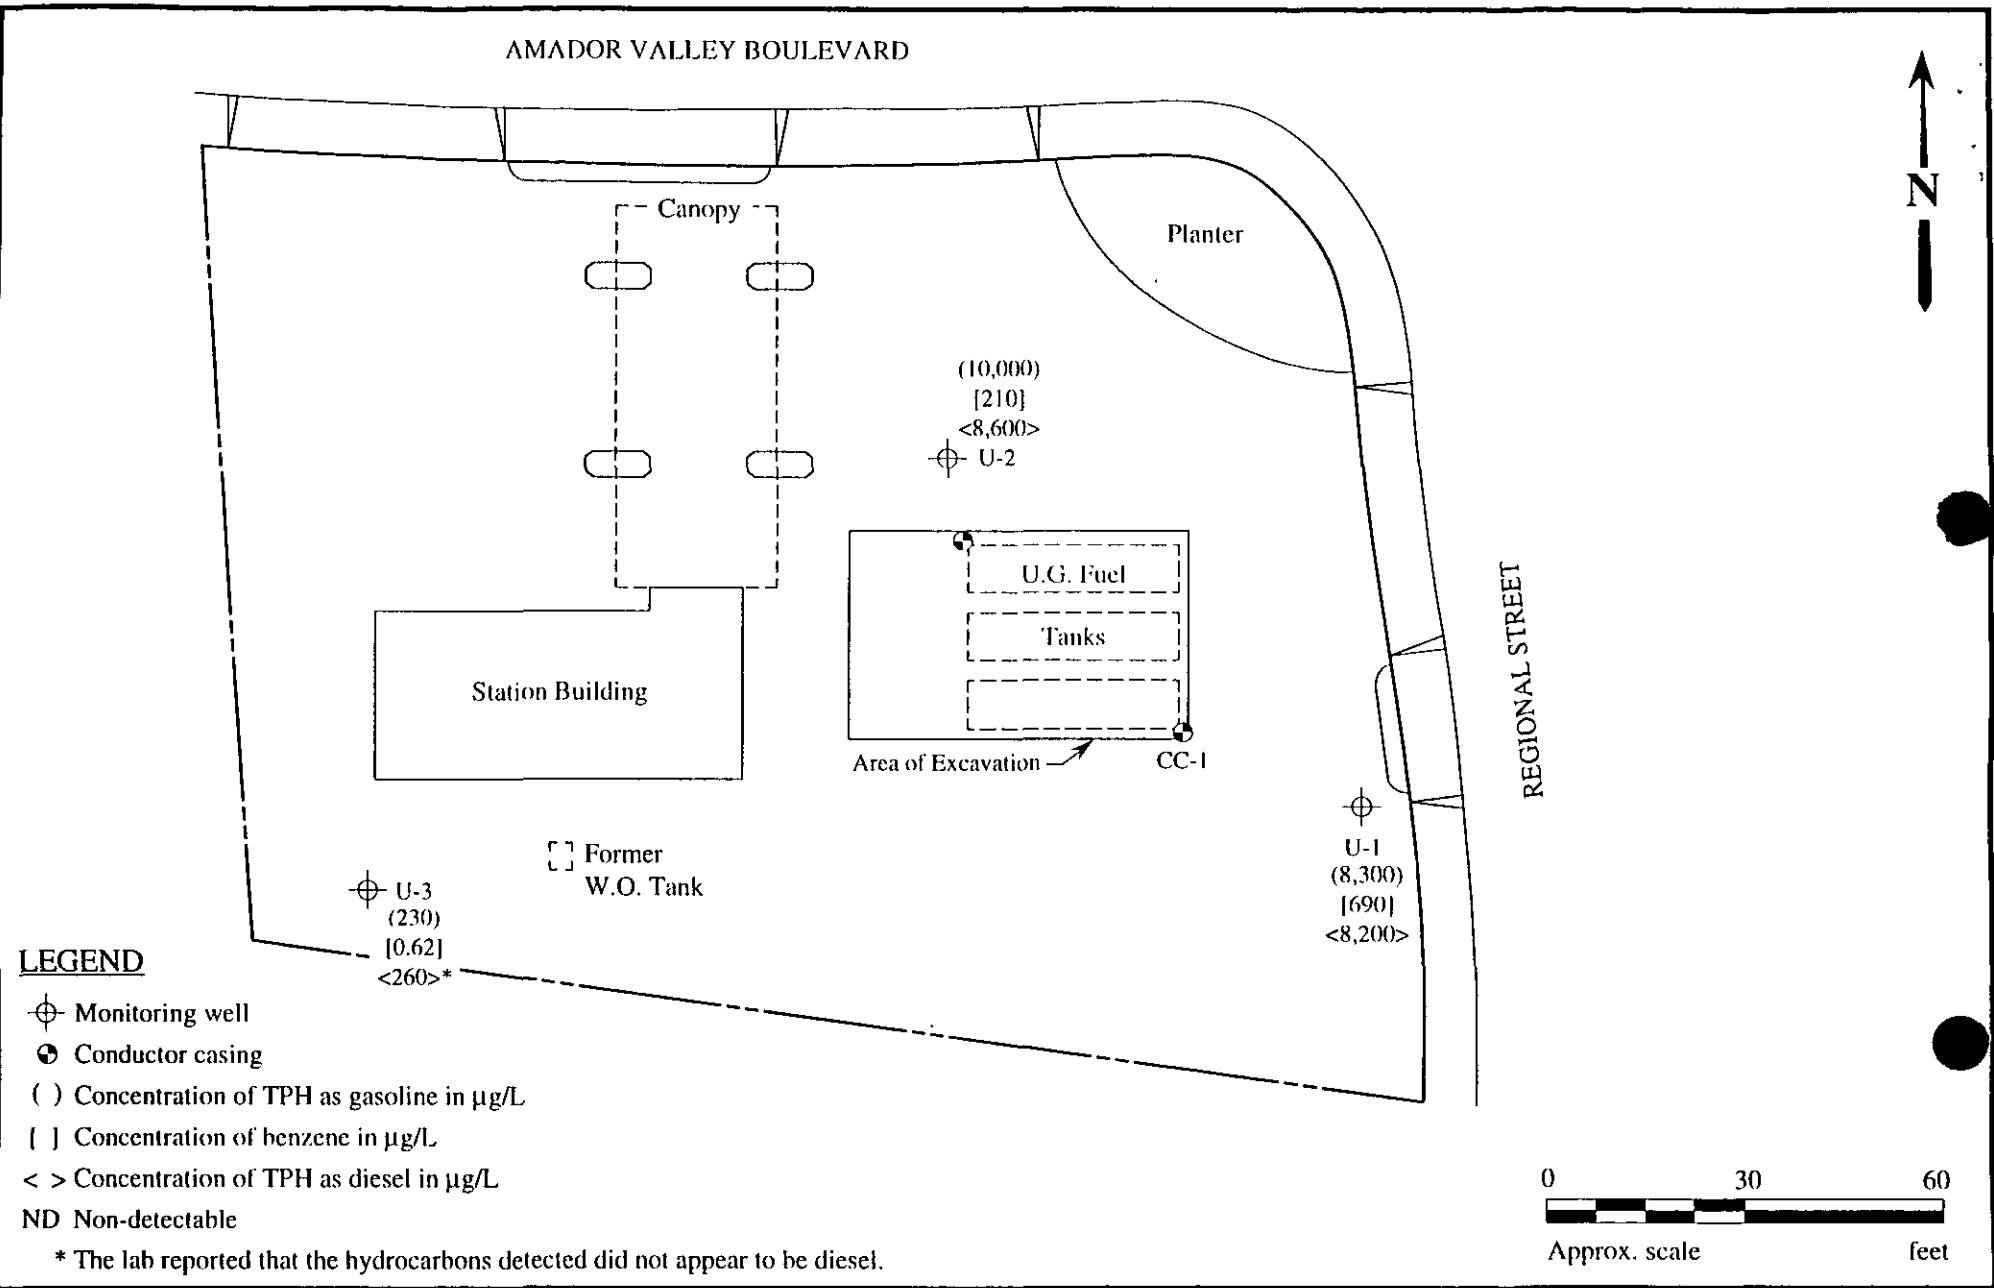 AMADOR VALLEY BOULEVARD
N
Canopy
Planter
(10,000)
[210]
<8,600>
U-2
U.G. Fuel
Tanks
Station Building
Area of Excavation
CC-1
REGIONAL STREET
Former
W.O. Tank
U-1
(8,300)
[690]
<8,200>
U-3
(230)
[0.62]
<260>*
LEGEND
Monitoring well
Conductor casing
( ) Concentration of TPH as gasoline in µg/L
[ ] Concentration of benzene in µg/L
< > Concentration of TPH as diesel in µg/L
ND Non-detectable
* The lab reported that the hydrocarbons detected did not appear to be diesel.
0 30 60
Approx. scale feet